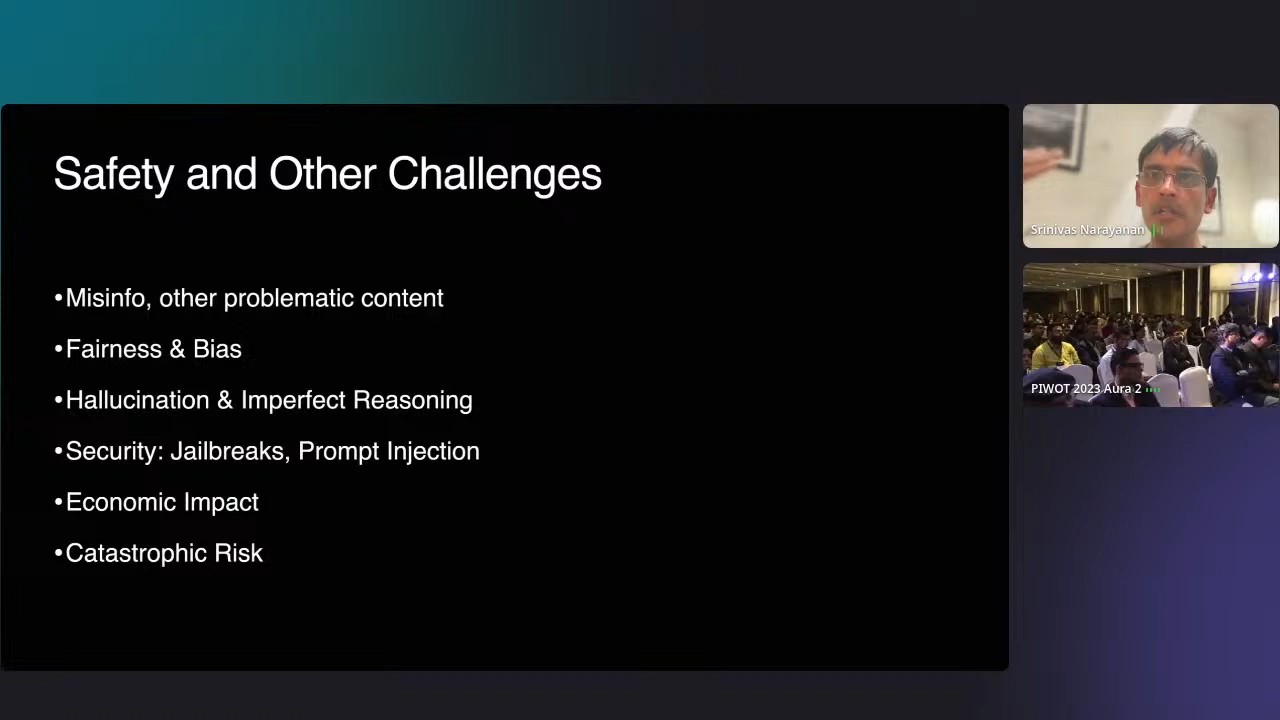 Safety and Other Challenges
•Misinfo, other problematic content
•Fairness & Bias
•Hallucination & Imperfect Reasoning
•Security: Jailbreaks, Prompt Injection
•Economic Impact
•Catastrophic Risk
Srinivas Narayanan
PIWOT 2023 Aura 2